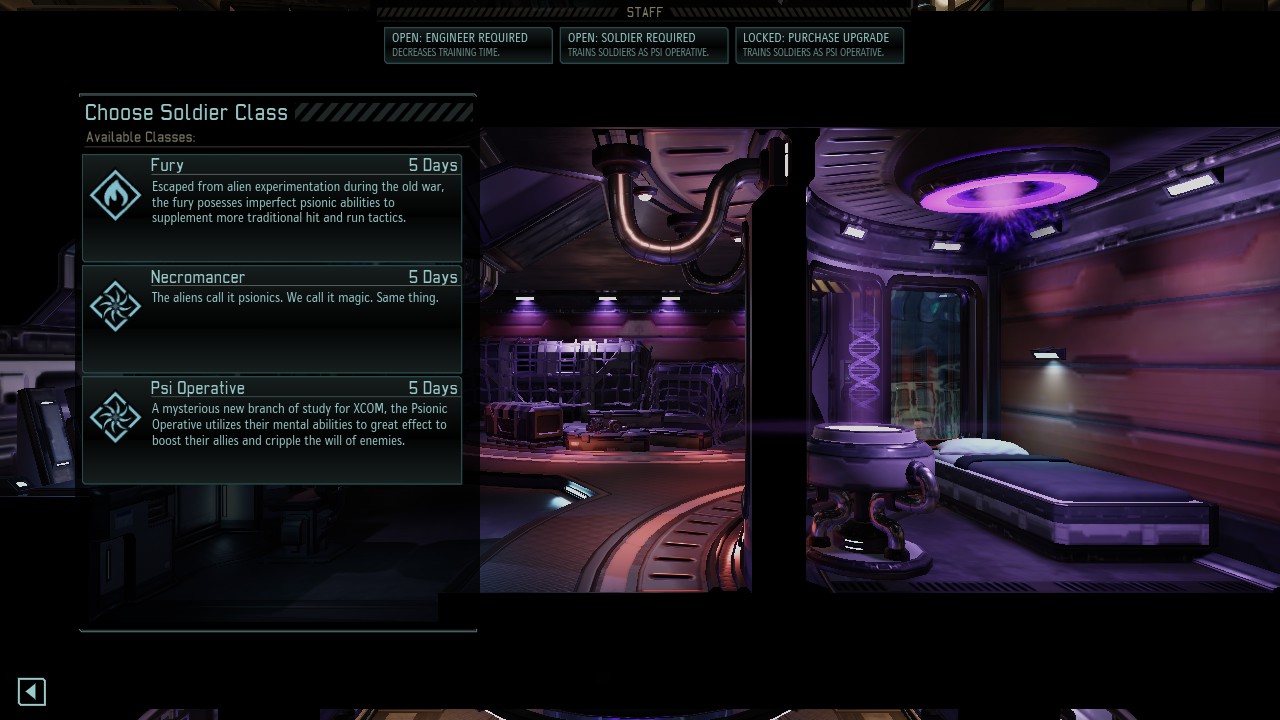 STAFF
OPEN: ENGINEER REQUIRED
DECREASES TRAINING TIME.
OPEN: SOLDIER REQUIRED
TRAINS SOLDIERS AS PSI OPERATIVE.
LOCKED: PURCHASE UPGRADE
TRAINS SOLDIERS AS PSI OPERATIVE.
Choose Soldier Class
Available Classes:
Fury 5 Days
Escaped from alien experimentation during the old war,
the fury posesses imperfect psionic abilities to
supplement more traditional hit and run tactics.
Necromancer 5 Days
The aliens call it psionics. We call it magic. Same thing.
Psi Operative 5 Days
A mysterious new branch of study for XCOM, the Psionic
Operative utilizes their mental abilities to great effect to
boost their allies and cripple the will of enemies.